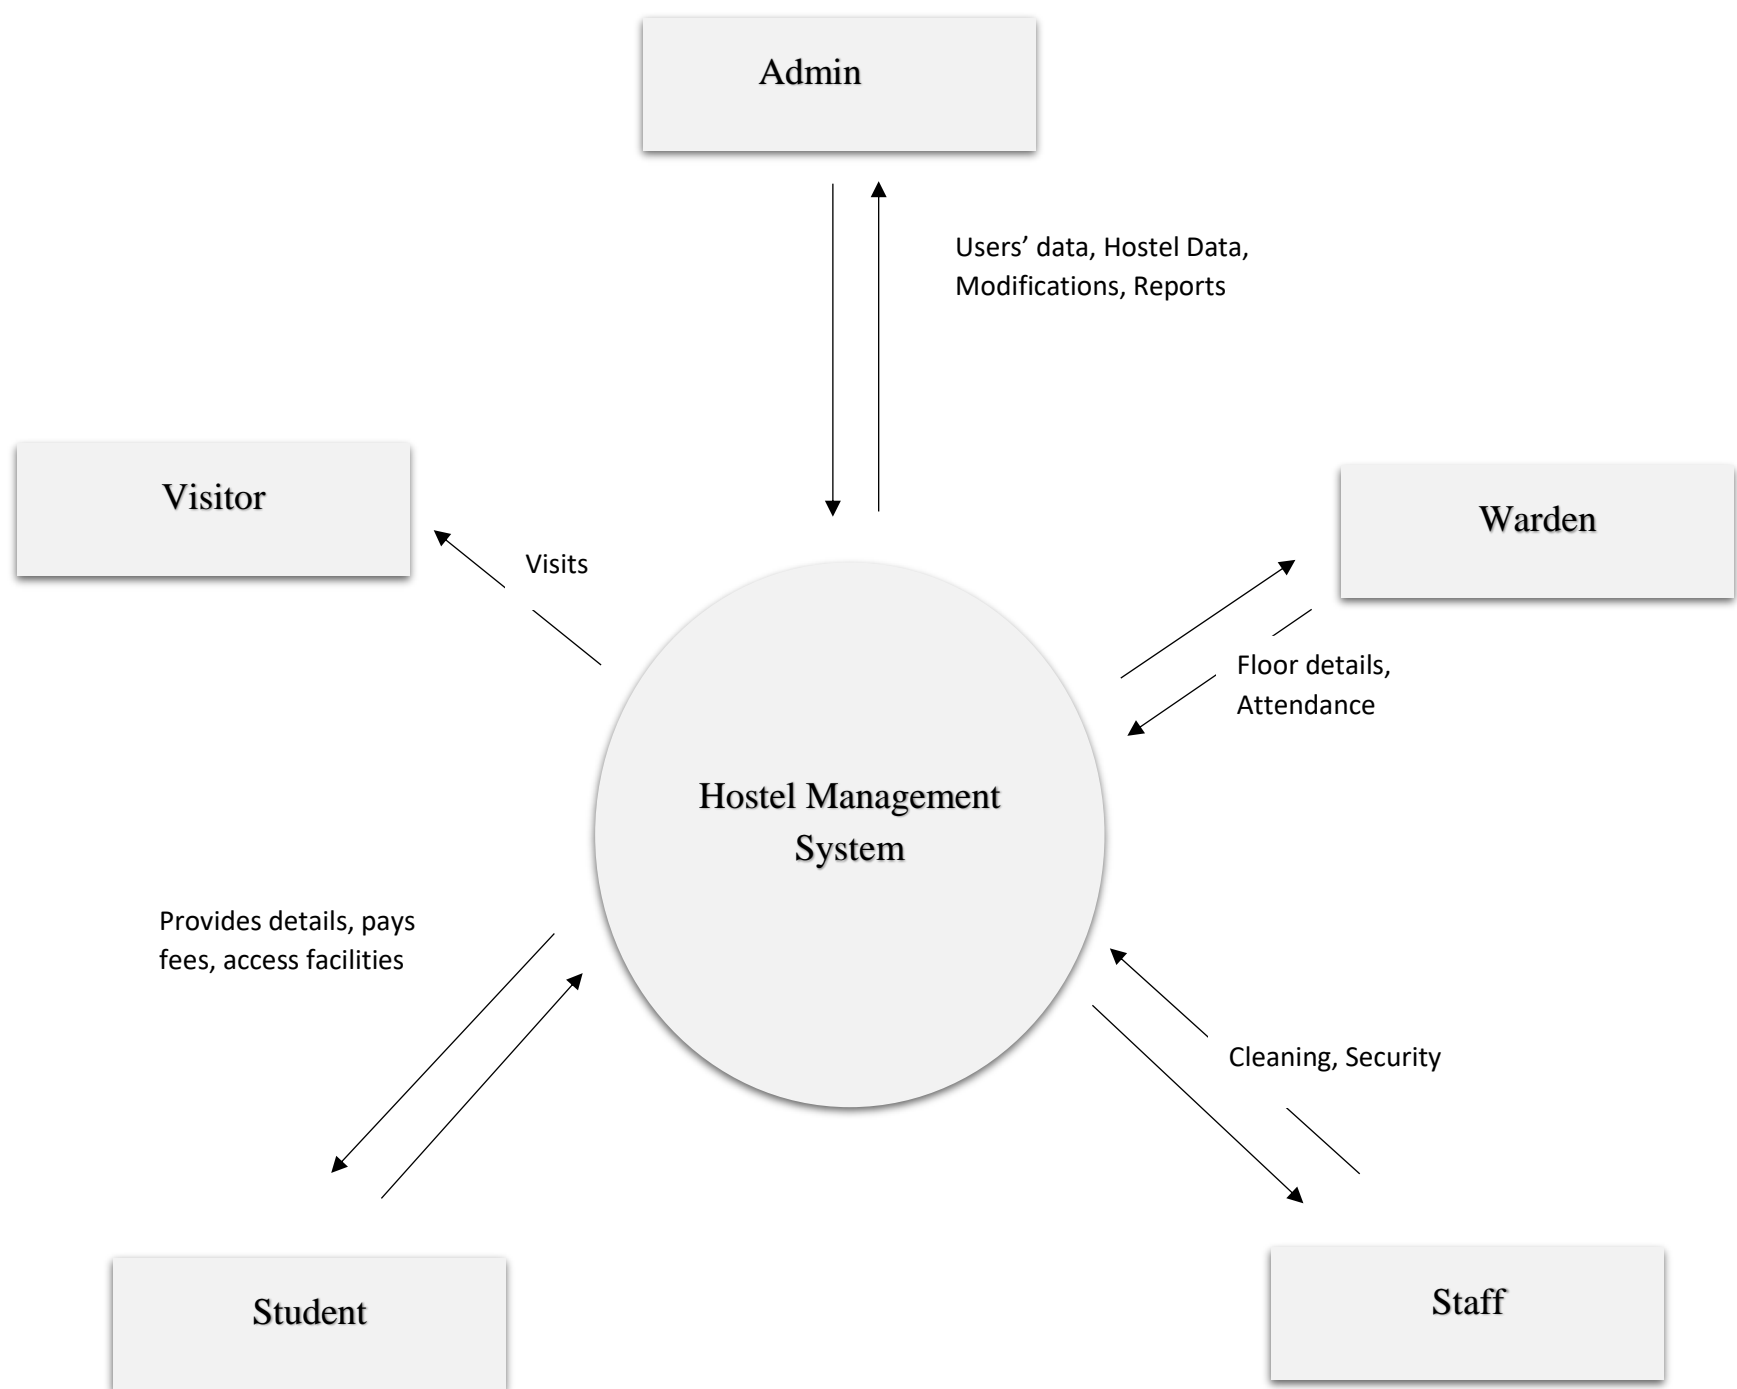 Admin
Users’ data, Hostel Data,
Modifications, Reports
Visitor
Visits
Warden
Floor details,
Attendance
Hostel Management
System
Provides details, pays
fees, access facilities
Cleaning, Security
Student
Staff